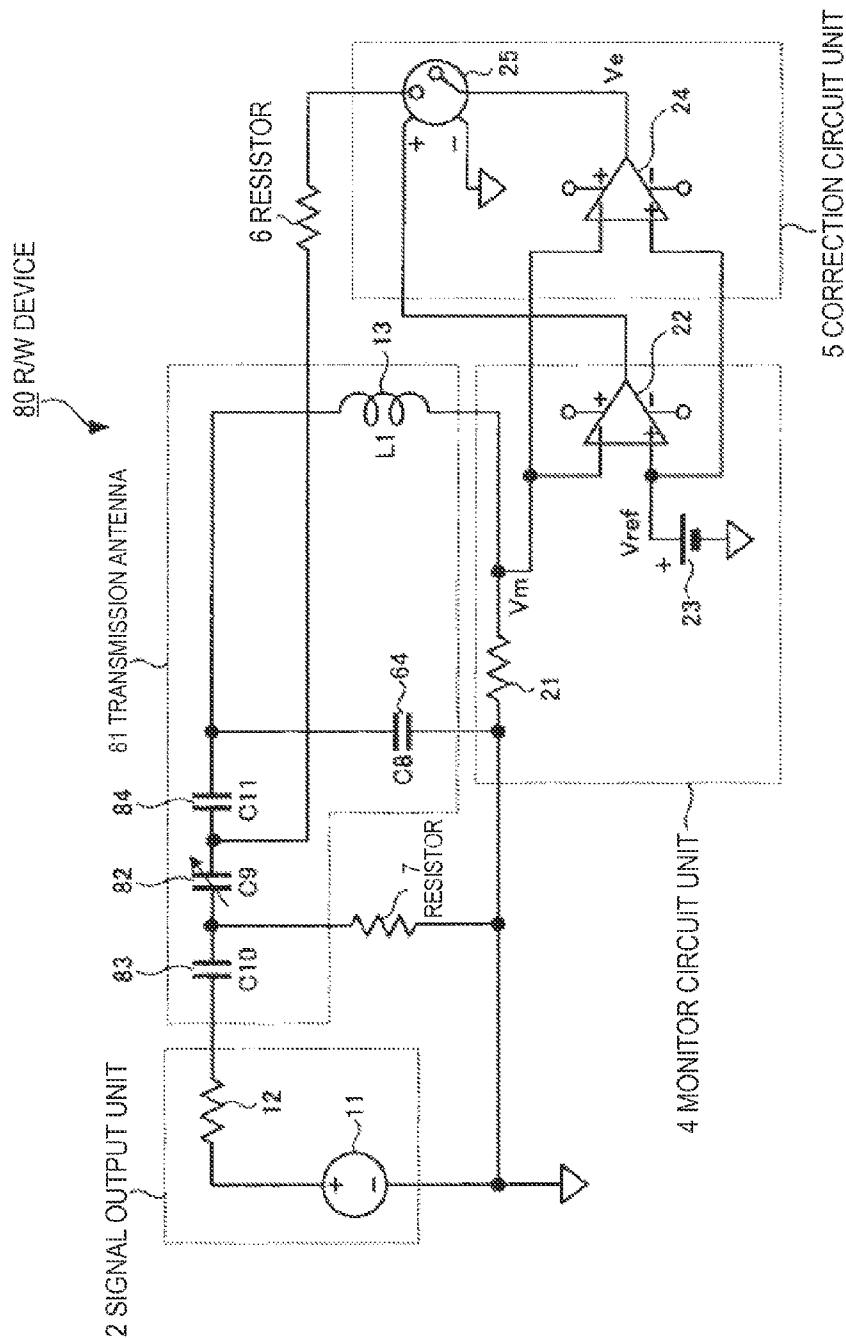 80 R/W DEVICE
2 SIGNAL OUTPUT UNIT
11
+
-
12
61 TRANSMISSION ANTENNA
83
C10
82
C9
84
C11
7
RESISTOR
C8
64
L1
13
6 RESISTOR
4 MONITOR CIRCUIT UNIT
21
Vm
Vref
+
23
22
+
-
+
5 CORRECTION CIRCUIT UNIT
24
+
-
+
Ve
25
+
-